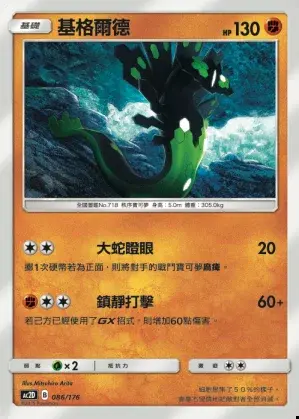 基礎 基格爾德 HP 130
全國圖鑑No.718 秩序寶可夢 身高：5.0m 體重：305.0kg
大蛇瞪眼 20
擲1次硬幣若為正面，則將對手的戰鬥寶可夢麻痺。
鎮靜打擊 60+
若己方已經使用了GX招式，則增加60點傷害。
弱點 ×2 抵抗力 撤退
Illus. Mitsuhiro Arita
AC2D B 086/176